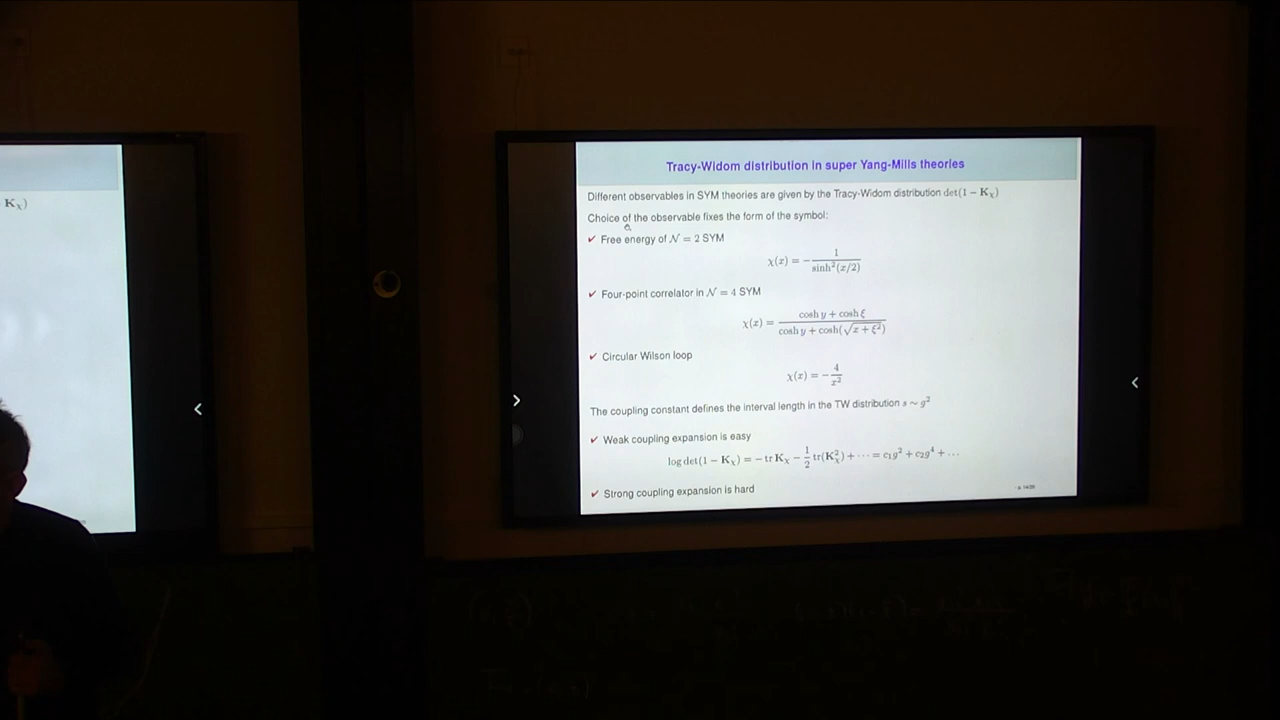 K_χ)
Tracy-Widom distribution in super Yang-Mills theories
Different observables in SYM theories are given by the Tracy-Widom distribution det(1 − K_χ)
Choice of the observable fixes the form of the symbol:
✔ Free energy of 𝒩 = 2 SYM
χ(x) = − 1 / sinh²(x/2)
✔ Four-point correlator in 𝒩 = 4 SYM
χ(x) = (cosh y + cosh ξ) / (cosh y + cosh(√(x + ξ²)))
✔ Circular Wilson loop
χ(x) = − 4 / x²
The coupling constant defines the interval length in the TW distribution s ∼ g²
✔ Weak coupling expansion is easy
log det(1 − K_χ) = − tr K_χ − 1/2 tr(K_χ²) + ⋯ = c₁g² + c₂g⁴ + …
✔ Strong coupling expansion is hard